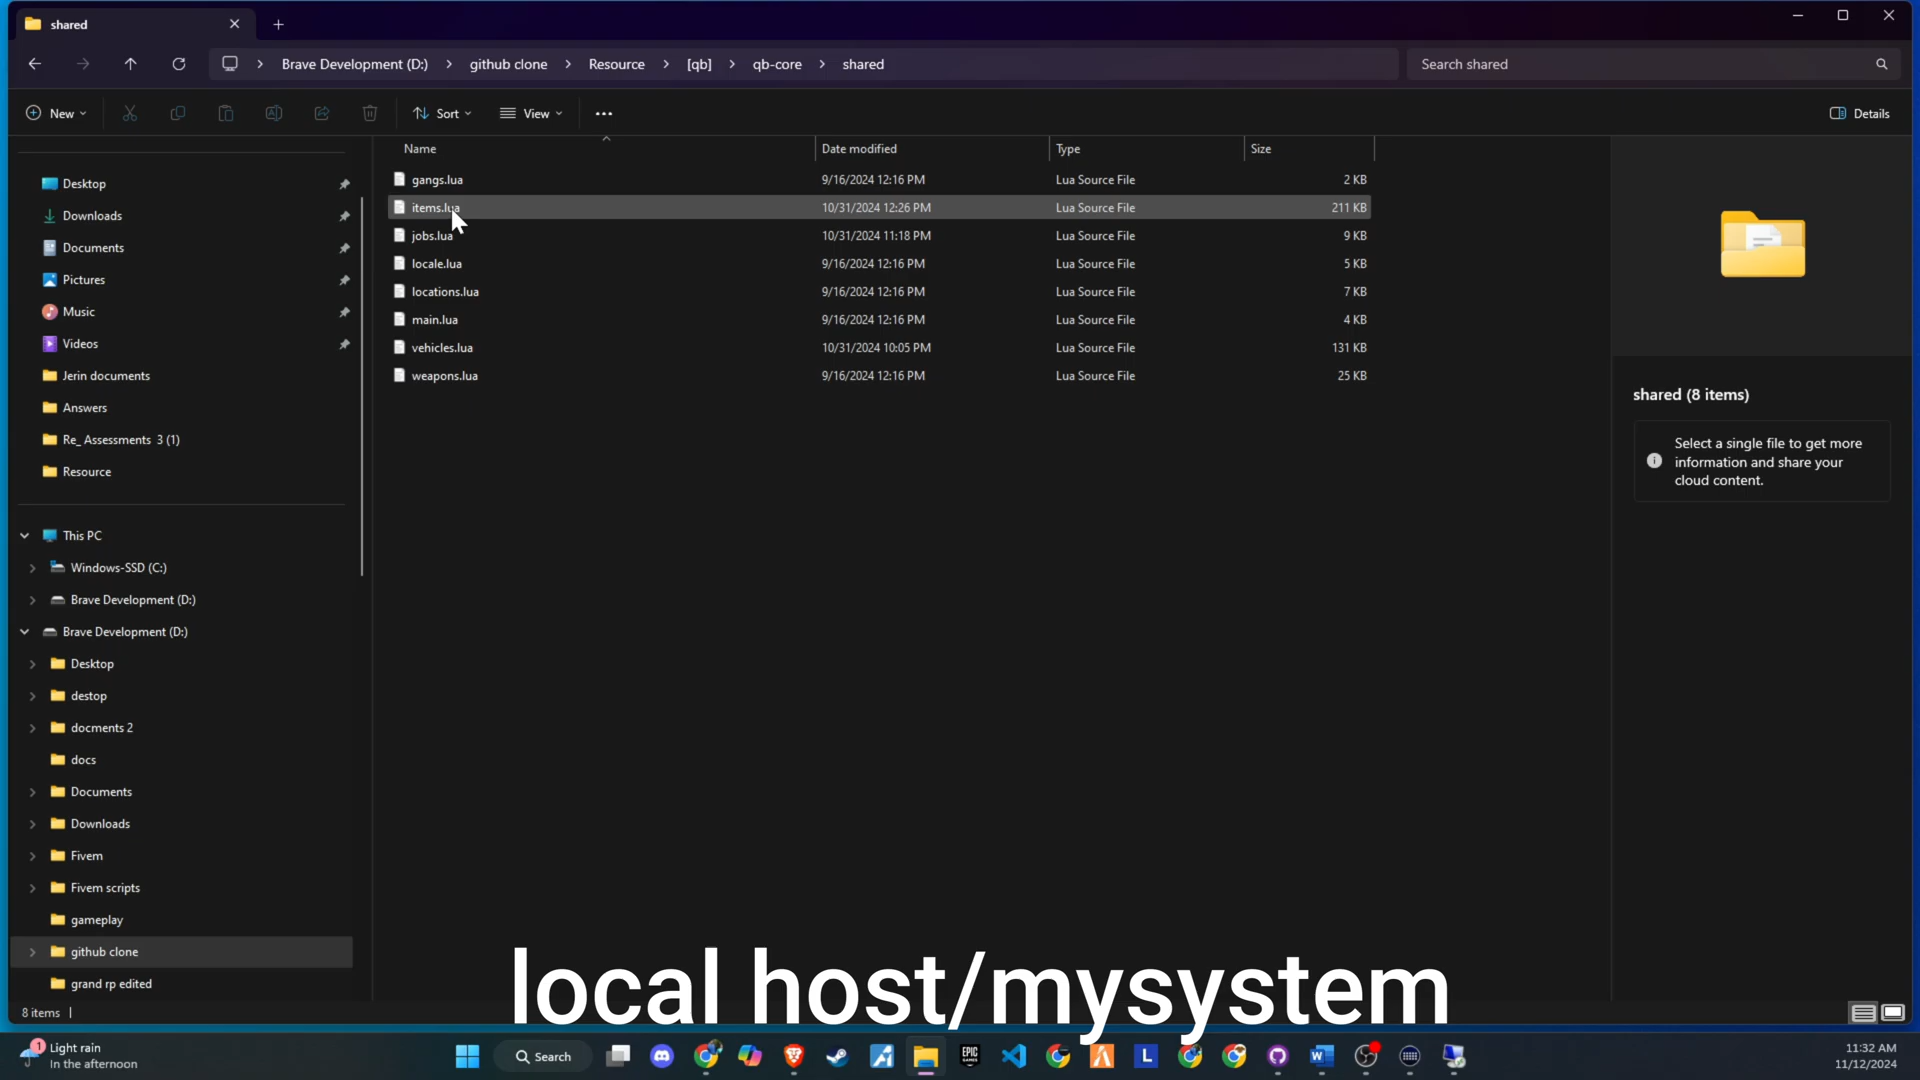 shared
Brave Development (D:) github clone Resource [qb] qb-core shared
Search shared
New Sort View Details
Name Date modified Type Size
gangs.lua 9/16/2024 12:16 PM Lua Source File 2 KB
items.lua 10/31/2024 12:26 PM Lua Source File 211 KB
jobs.lua 10/31/2024 11:18 PM Lua Source File 9 KB
locale.lua 9/16/2024 12:16 PM Lua Source File 5 KB
locations.lua 9/16/2024 12:16 PM Lua Source File 7 KB
main.lua 9/16/2024 12:16 PM Lua Source File 4 KB
vehicles.lua 10/31/2024 10:05 PM Lua Source File 131 KB
weapons.lua 9/16/2024 12:16 PM Lua Source File 25 KB
Desktop
Downloads
Documents
Pictures
Music
Videos
Jerin documents
Answers
Re_ Assessments 3 (1)
Resource
This PC
Windows-SSD (C:)
Brave Development (D:)
Brave Development (D:)
Desktop
destop
docments 2
docs
Documents
Downloads
Fivem
Fivem scripts
gameplay
github clone
grand rp edited
shared (8 items)
Select a single file to get more
information and share your
cloud content.
local host/mysystem
8 items
1
Light rain
In the afternoon
Search
EPIC
GAMES
L
W
11:32 AM
11/12/2024